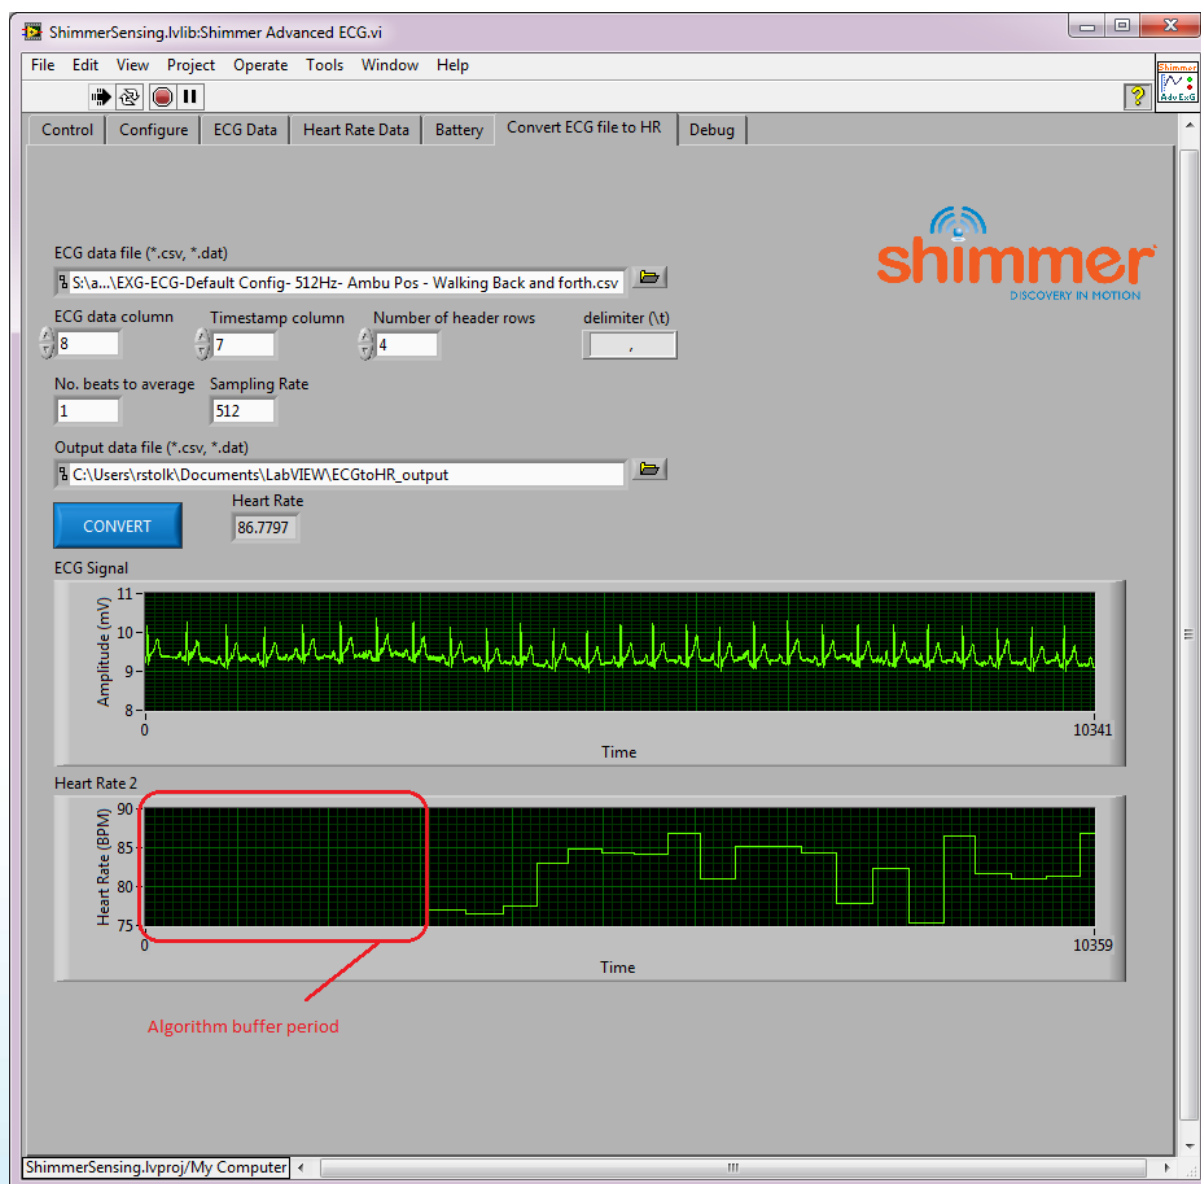 ShimmerSensing.lvlib:Shimmer Advanced ECG.vi
File Edit View Project Operate Tools Window Help
Shimmer
Adv ExG
Control Configure ECG Data Heart Rate Data Battery Convert ECG file to HR Debug
shimmer
DISCOVERY IN MOTION
ECG data file (*.csv, *.dat)
S:\a...\EXG-ECG-Default Config- 512Hz- Ambu Pos - Walking Back and forth.csv
ECG data column Timestamp column Number of header rows delimiter (\t)
8 7 4 ,
No. beats to average Sampling Rate
1 512
Output data file (*.csv, *.dat)
C:\Users\rstolk\Documents\LabVIEW\ECGtoHR_output
Heart Rate
CONVERT 86.7797
ECG Signal
11
10
9
8
Amplitude (mV)
0 10341
Time
Heart Rate 2
90
85
80
75
Heart Rate (BPM)
0 10359
Time
Algorithm buffer period
ShimmerSensing.lvproj/My Computer